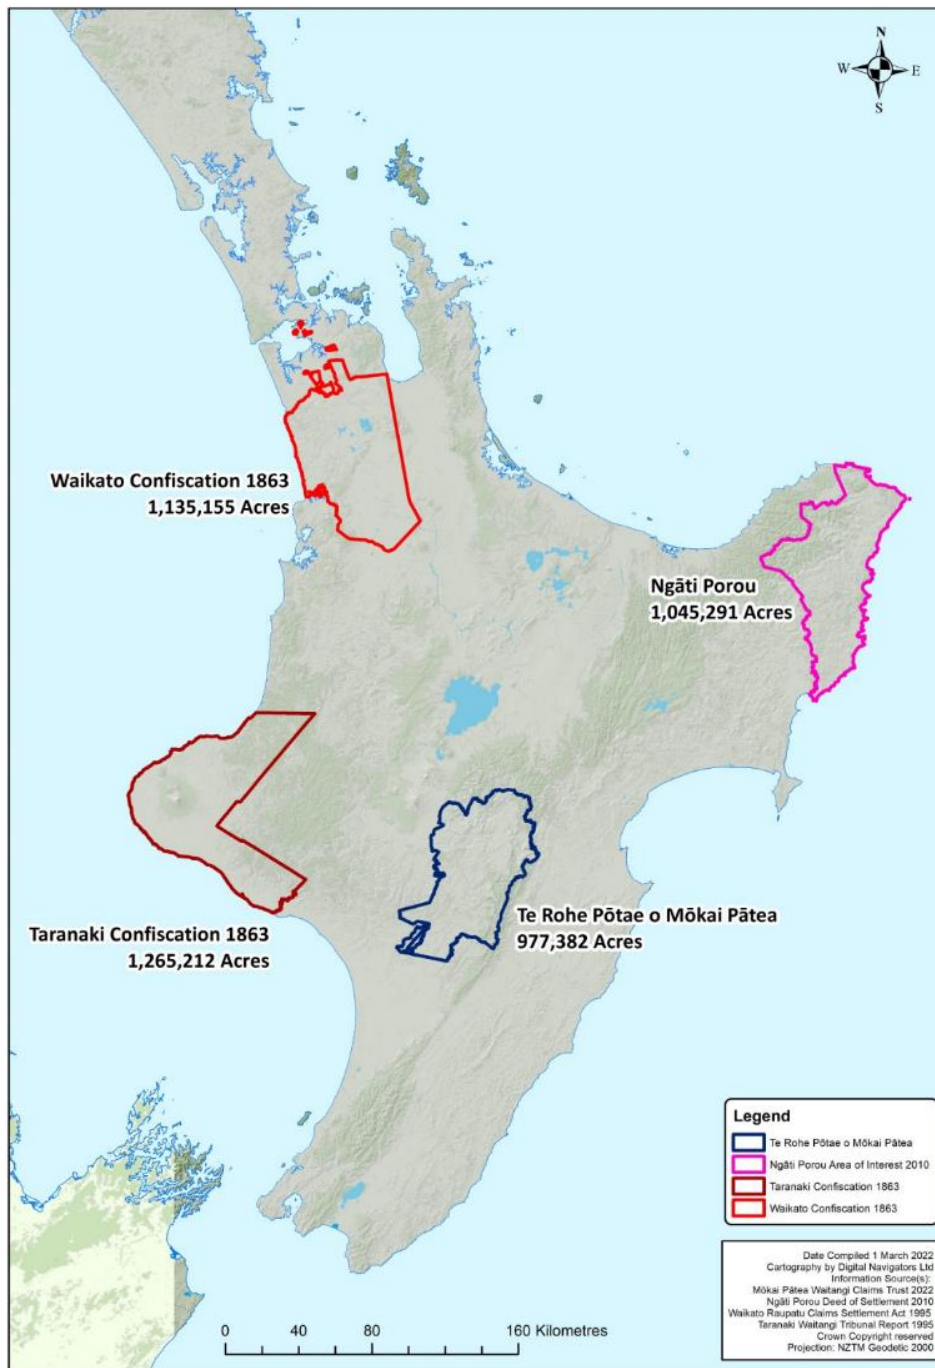 N
W E
S
Waikato Confiscation 1863
1,135,155 Acres
Ngāti Porou
1,045,291 Acres
Te Rohe Pōtae o Mōkai Pātea
977,382 Acres
Taranaki Confiscation 1863
1,265,212 Acres
Legend
Te Rohe Pōtae o Mōkai Pātea
Ngāti Porou Area of Interest 2010
Taranaki Confiscation 1863
Waikato Confiscation 1863
Date Compiled 1 March 2022
Cartography by Digital Navigators Ltd
Information Source(s):
Mōkai Pātea Waitangi Claims Trust 2022
Ngāti Porou Deed of Settlement 2010
Waikato Raupatu Claims Settlement Act 1995
Taranaki Waitangi Tribunal Report 1995
Crown Copyright reserved
Projection: NZTM Geodetic 2000
0 40 80 160 Kilometres